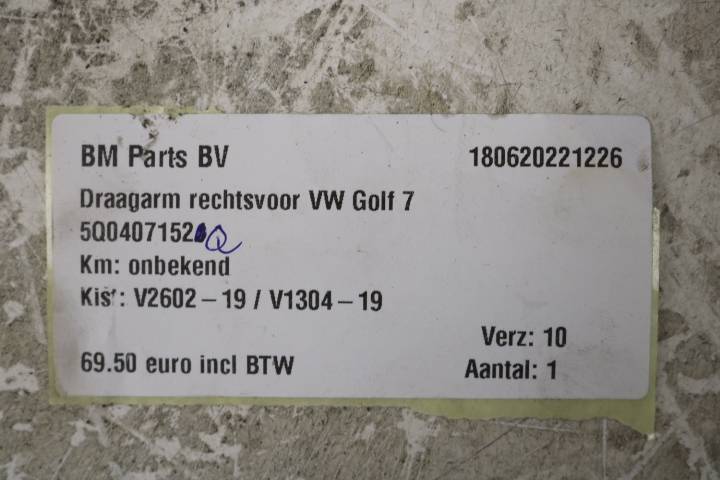 BM Parts BV 180620221226
Draagarm rechtsvoor VW Golf 7
5Q0407152 Q
Km: onbekend
Kist: V2602-19 / V1304-19
Verz: 10
69.50 euro incl BTW
Aantal: 1